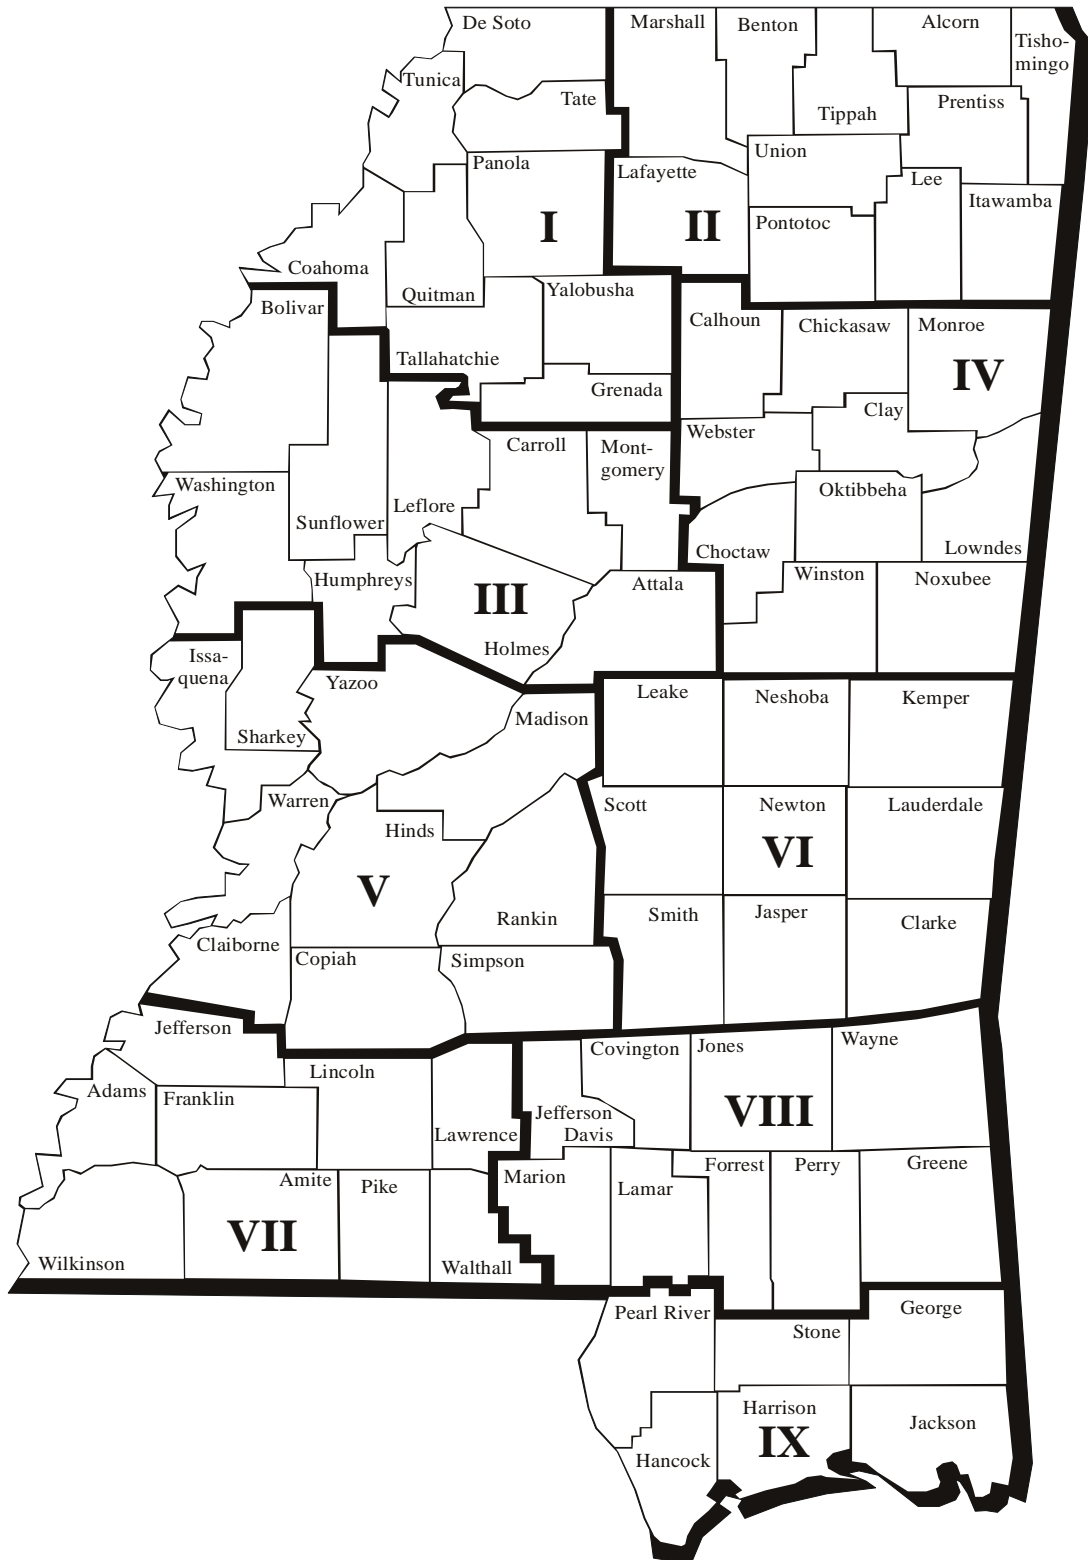 De Soto
Marshall
Benton
Alcorn
Tisho-
mingo
Tunica
Tate
Tippah
Prentiss
Panola
Lafayette
Union
Lee
Itawamba
I
II
Pontotoc
Coahoma
Quitman
Yalobusha
Bolivar
Calhoun
Chickasaw
Monroe
Tallahatchie
Grenada
IV
Clay
Webster
Carroll
Mont-
gomery
Washington
Sunflower
Leflore
Oktibbeha
Choctaw
Lowndes
Humphreys
III
Attala
Winston
Noxubee
Holmes
Issa-
quena
Yazoo
Sharkey
Madison
Leake
Neshoba
Kemper
Warren
Hinds
Scott
Newton
Lauderdale
VI
V
Rankin
Smith
Jasper
Clarke
Claiborne
Copiah
Simpson
Jefferson
Covington
Jones
Wayne
Lincoln
Adams
Franklin
Jefferson
Davis
VIII
Lawrence
Marion
Forrest
Perry
Greene
Amite
Pike
Lamar
VII
Wilkinson
Walthall
Pearl River
George
Stone
Harrison
IX
Jackson
Hancock